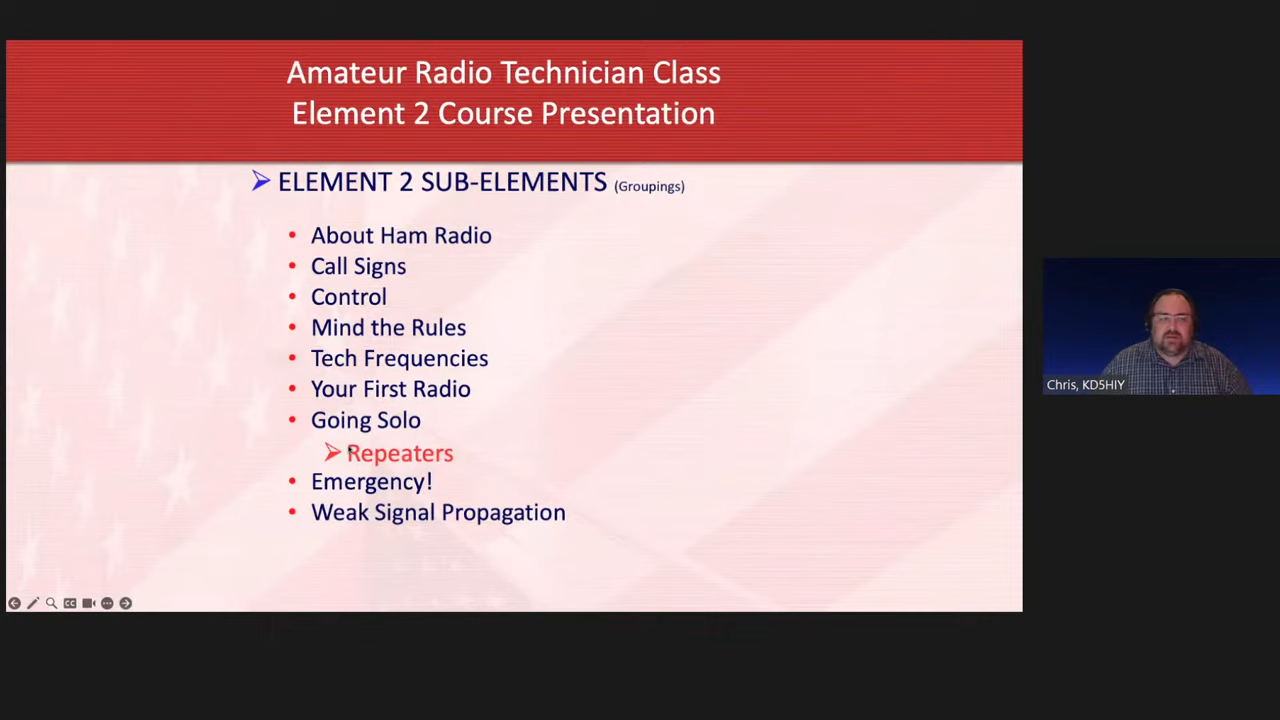 Amateur Radio Technician Class
Element 2 Course Presentation
ELEMENT 2 SUB-ELEMENTS (Groupings)
About Ham Radio
Call Signs
Control
Mind the Rules
Tech Frequencies
Your First Radio
Going Solo
Repeaters
Emergency!
Weak Signal Propagation
Chris, KD5HIY
CC